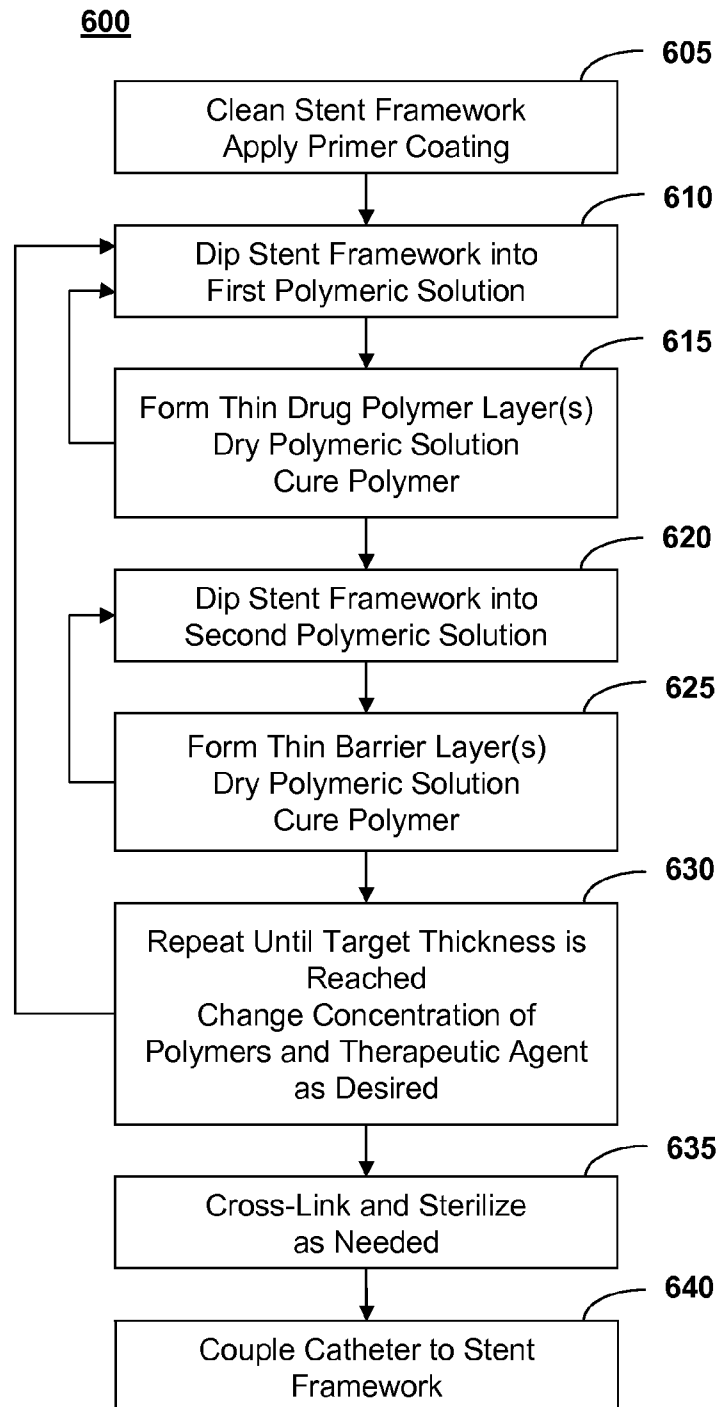 600
605
Clean Stent Framework
Apply Primer Coating
610
Dip Stent Framework into
First Polymeric Solution
615
Form Thin Drug Polymer Layer(s)
Dry Polymeric Solution
Cure Polymer
620
Dip Stent Framework into
Second Polymeric Solution
625
Form Thin Barrier Layer(s)
Dry Polymeric Solution
Cure Polymer
630
Repeat Until Target Thickness is
Reached
Change Concentration of
Polymers and Therapeutic Agent
as Desired
635
Cross-Link and Sterilize
as Needed
640
Couple Catheter to Stent
Framework